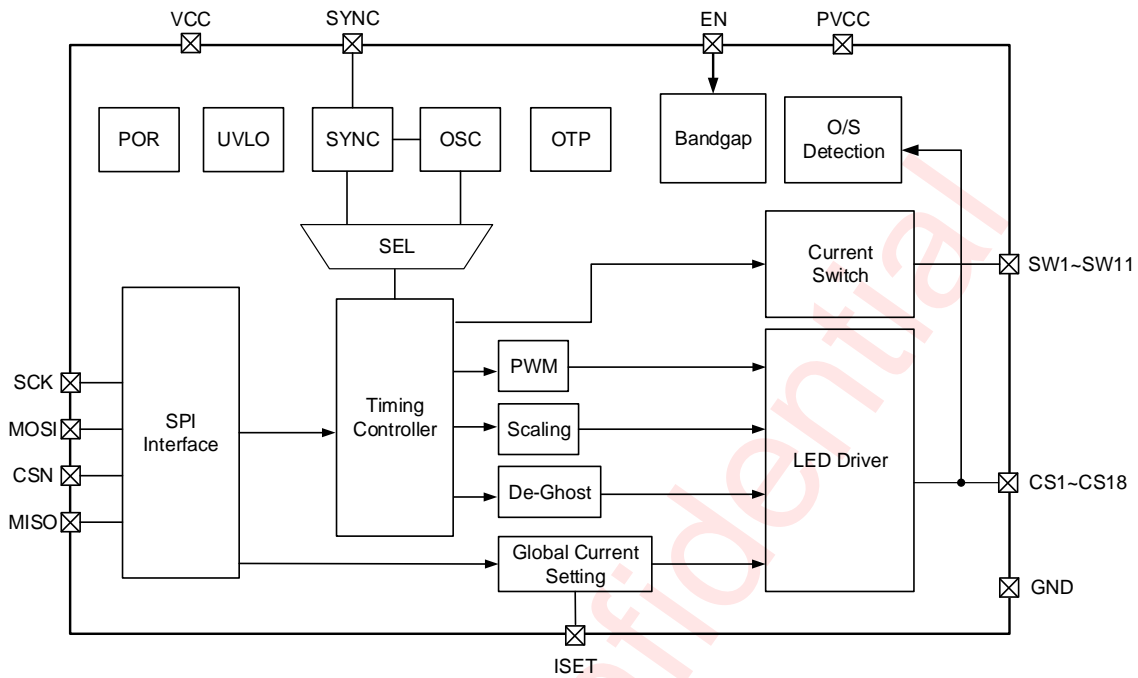 VCC
SYNC
EN
PVCC
POR
UVLO
SYNC
OSC
OTP
Bandgap
O/S
Detection
SEL
Current
Switch
SW1~SW11
SCK
MOSI
CSN
MISO
SPI
Interface
Timing
Controller
PWM
Scaling
De-Ghost
Global Current
Setting
LED Driver
CS1~CS18
GND
ISET